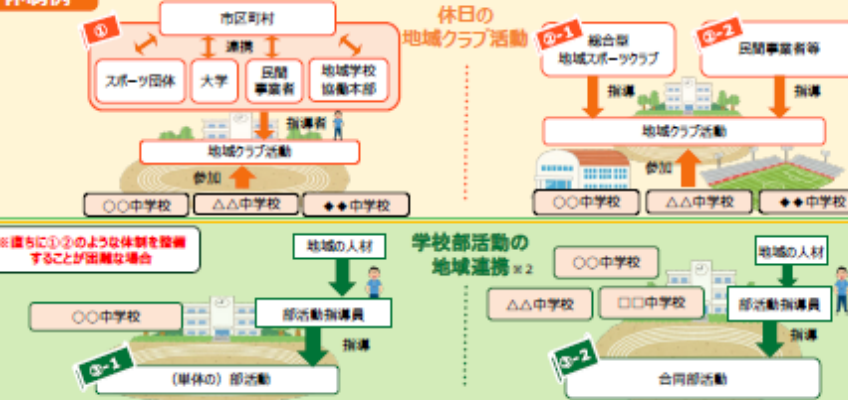 体制例
①
市区町村
連携
スポーツ団体
大学
民間
事業者
地域学校
協働本部
指導者
地域クラブ活動
参加
○○中学校
△△中学校
◆◆中学校
休日の
地域クラブ活動
②-1
総合型
地域スポーツクラブ
②-2
民間事業者等
指導
指導
地域クラブ活動
参加
○○中学校
△△中学校
◆◆中学校
※直ちに①②のような体制を整備
することが困難な場合
地域の人材
○○中学校
部活動指導員
指導
③-1
(単体の)部活動
学校部活動の
地域連携※2
○○中学校
△△中学校
□□中学校
地域の人材
部活動指導員
指導
③-2
合同部活動